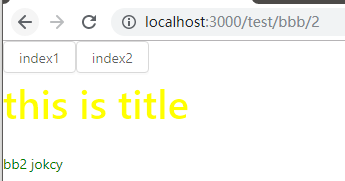 localhost:3000/test/bbb/2
index1 index2
this is title
bb2 jokcy